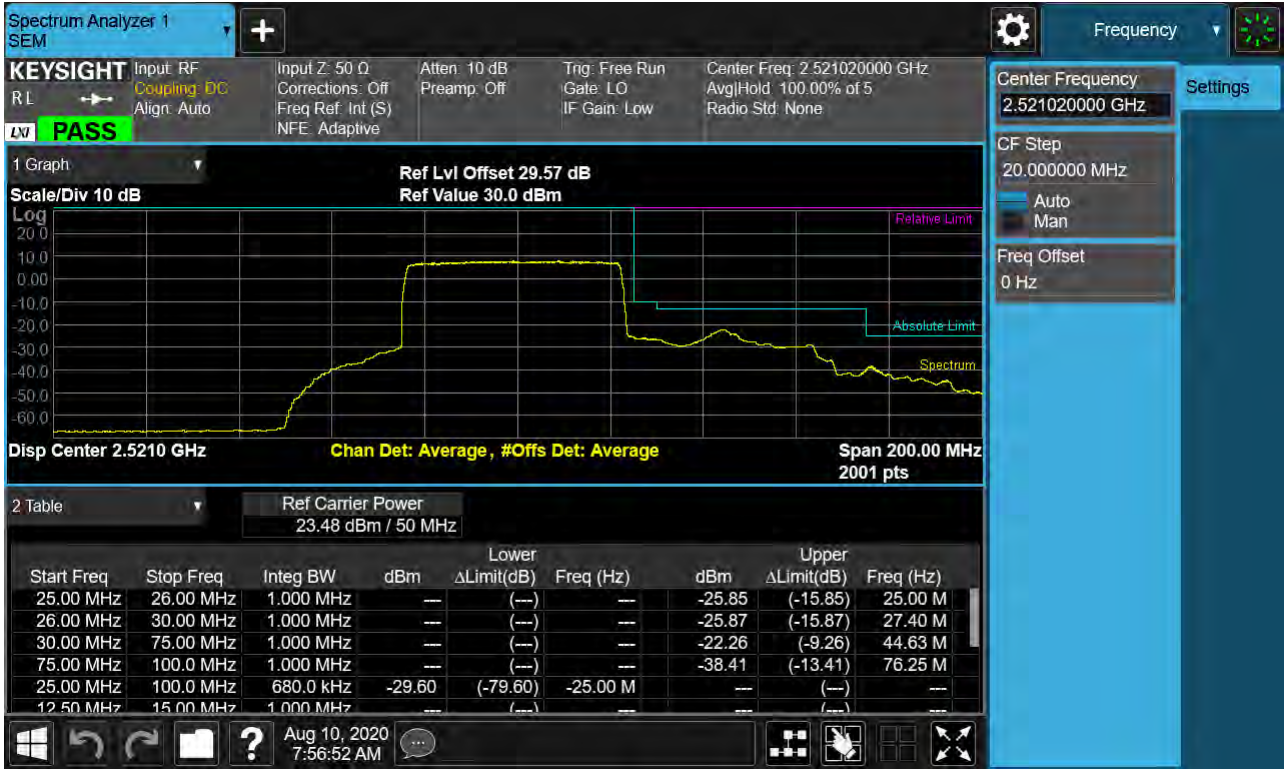 Spectrum Analyzer 1
SEM
Frequency
KEYSIGHT
R L
LXI
PASS
Input: RF
Coupling: DC
Align: Auto
Input Z: 50 Ω
Corrections: Off
Freq Ref: Int (S)
NFE: Adaptive
Atten: 10 dB
Preamp: Off
Trig: Free Run
Gate: LO
IF Gain: Low
Center Freq: 2.521020000 GHz
Avg|Hold: 100.00% of 5
Radio Std: None
Center Frequency
2.521020000 GHz
Settings
CF Step
20.000000 MHz
Auto
Man
Freq Offset
0 Hz
1 Graph
Scale/Div 10 dB
Ref Lvl Offset 29.57 dB
Ref Value 30.0 dBm
Log
20.0
10.0
0.00
-10.0
-20.0
-30.0
-40.0
-50.0
-60.0
Relative Limit
Absolute Limit
Spectrum
Disp Center 2.5210 GHz
Chan Det: Average, #Offs Det: Average
Span 200.00 MHz
2001 pts
2 Table
Ref Carrier Power
23.48 dBm / 50 MHz
Lower Upper
Start Freq Stop Freq Integ BW dBm ΔLimit(dB) Freq (Hz) dBm ΔLimit(dB) Freq (Hz)
25.00 MHz 26.00 MHz 1.000 MHz --- (---) --- -25.85 (-15.85) 25.00 M
26.00 MHz 30.00 MHz 1.000 MHz --- (---) --- -25.87 (-15.87) 27.40 M
30.00 MHz 75.00 MHz 1.000 MHz --- (---) --- -22.26 (-9.26) 44.63 M
75.00 MHz 100.0 MHz 1.000 MHz --- (---) --- -38.41 (-13.41) 76.25 M
25.00 MHz 100.0 MHz 680.0 kHz -29.60 (-79.60) -25.00 M --- (---) ---
12.50 MHz 15.00 MHz 1.000 MHz --- (---) --- --- (---) ---
?
Aug 10, 2020
7:56:52 AM